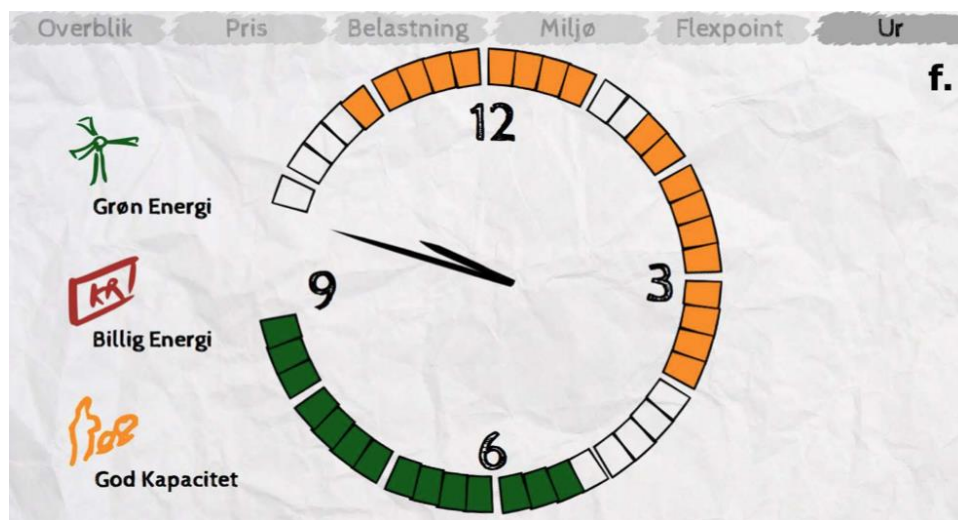 Overblik Pris Belastning Miljø Flexpoint Ur
f.
12
Grøn Energi
3
9
KR
Billig Energi
6
God Kapacitet